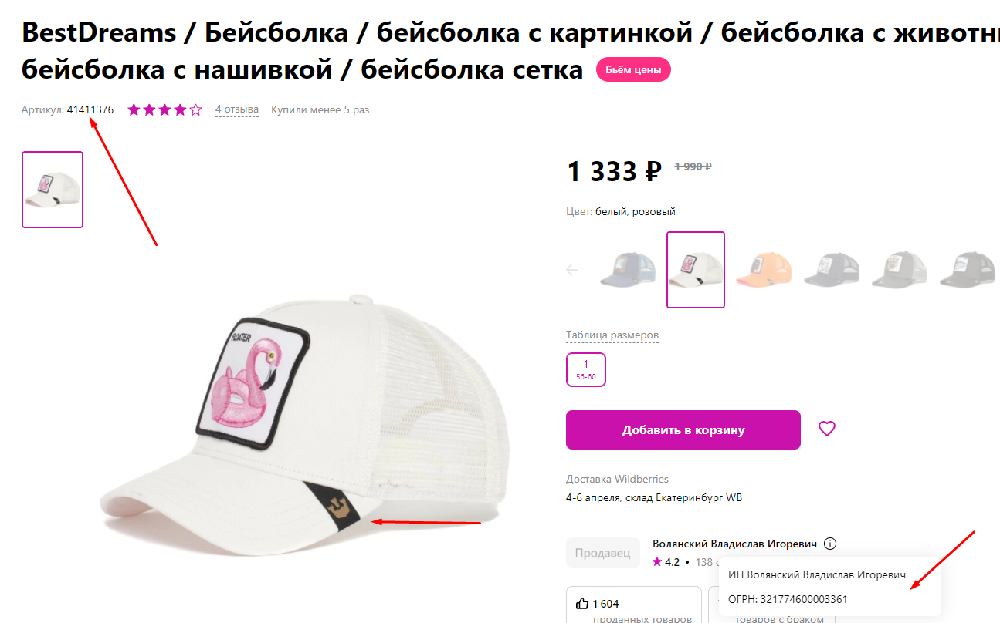 BestDreams / Бейсболка / бейсболка с картинкой / бейсболка с животн
бейсболка с нашивкой / бейсболка сетка
Бьём цены
Артикул: 41411376
4 отзыва
Купили менее 5 раз
1 333 ₽
1 990 ₽
Цвет: белый, розовый
FLOATER
Таблица размеров
1
56-60
Добавить в корзину
Доставка Wildberries
4-6 апреля, склад Екатеринбург WB
Продавец
Волянский Владислав Игоревич
4.2 • 138
ИП Волянский Владислав Игоревич
ОГРН: 321774600003361
1 604
проданных товаров
товаров с браком